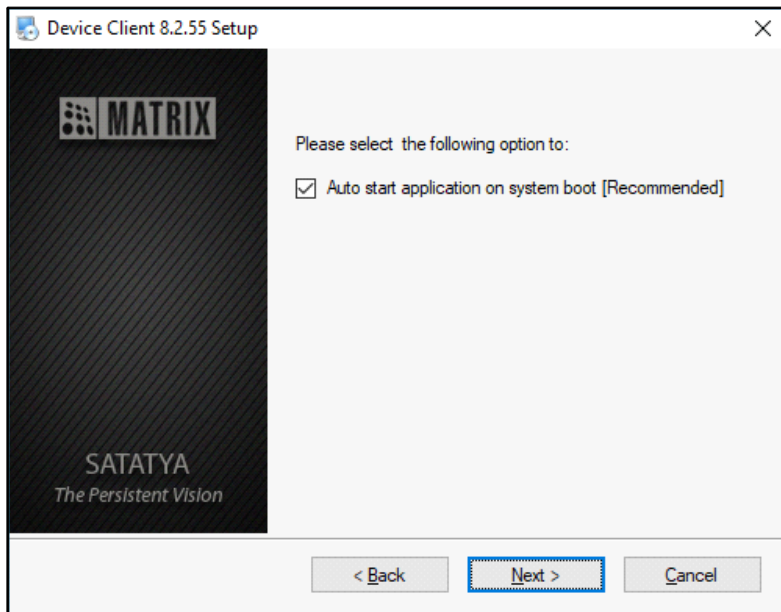 Device Client 8.2.55 Setup
MATRIX
Please select the following option to:
Auto start application on system boot [Recommended]
SATATYA
The Persistent Vision
< Back
Next >
Cancel